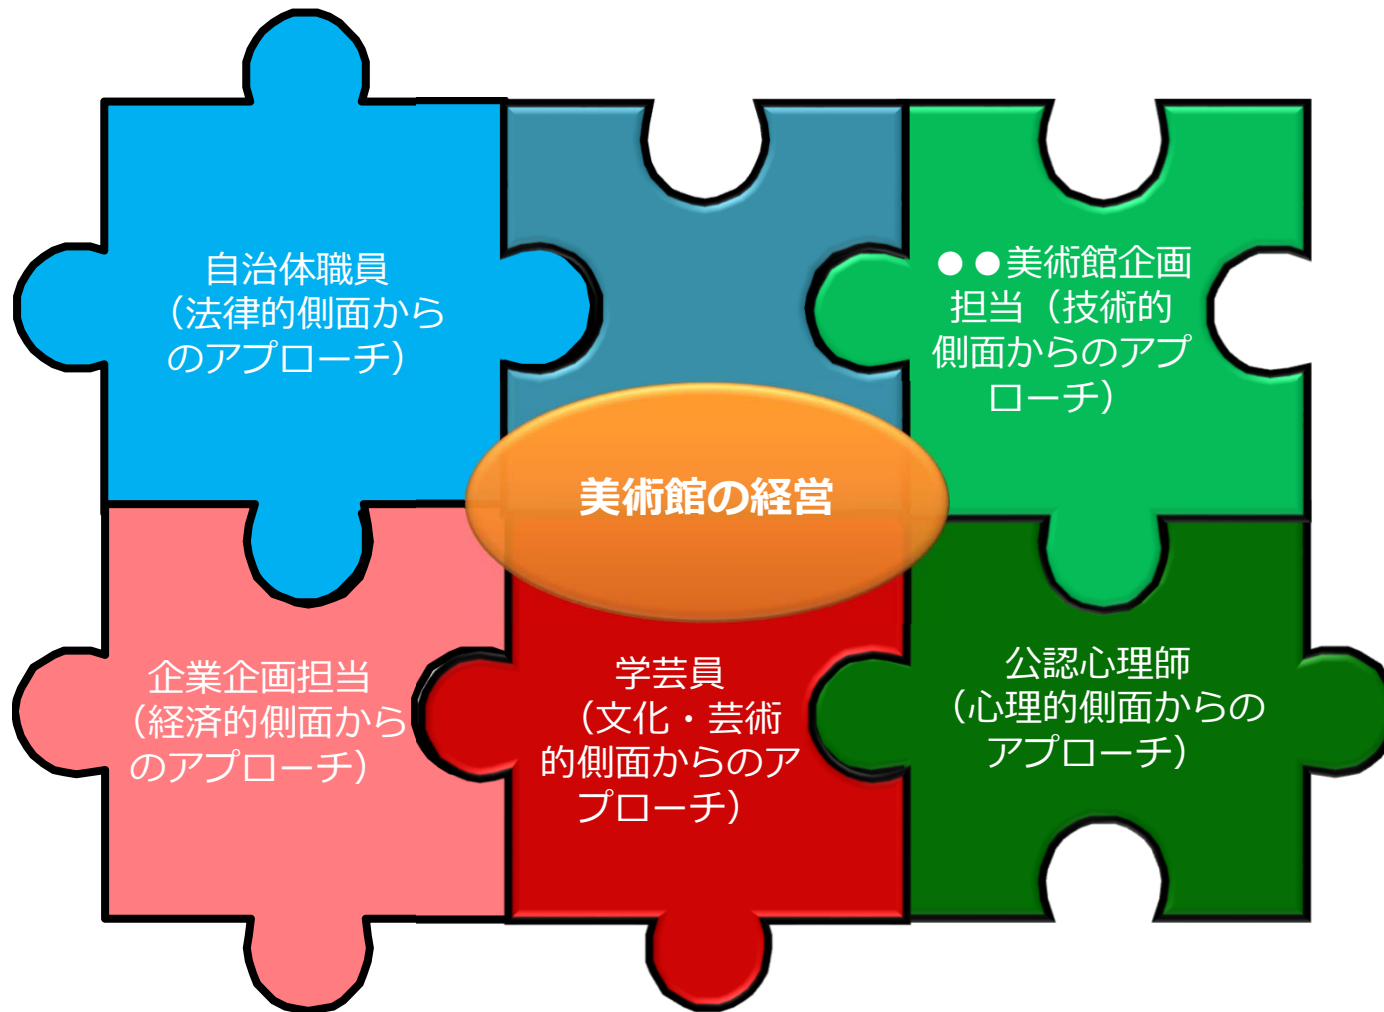 自治体職員
（法律的側面から
のアプローチ）
●●美術館企画
担当（技術的
側面からのアプ
ローチ）
美術館の経営
企業企画担当
（経済的側面から
のアプローチ）
学芸員
（文化・芸術
的側面からのア
プローチ）
公認心理師
（心理的側面からの
アプローチ）